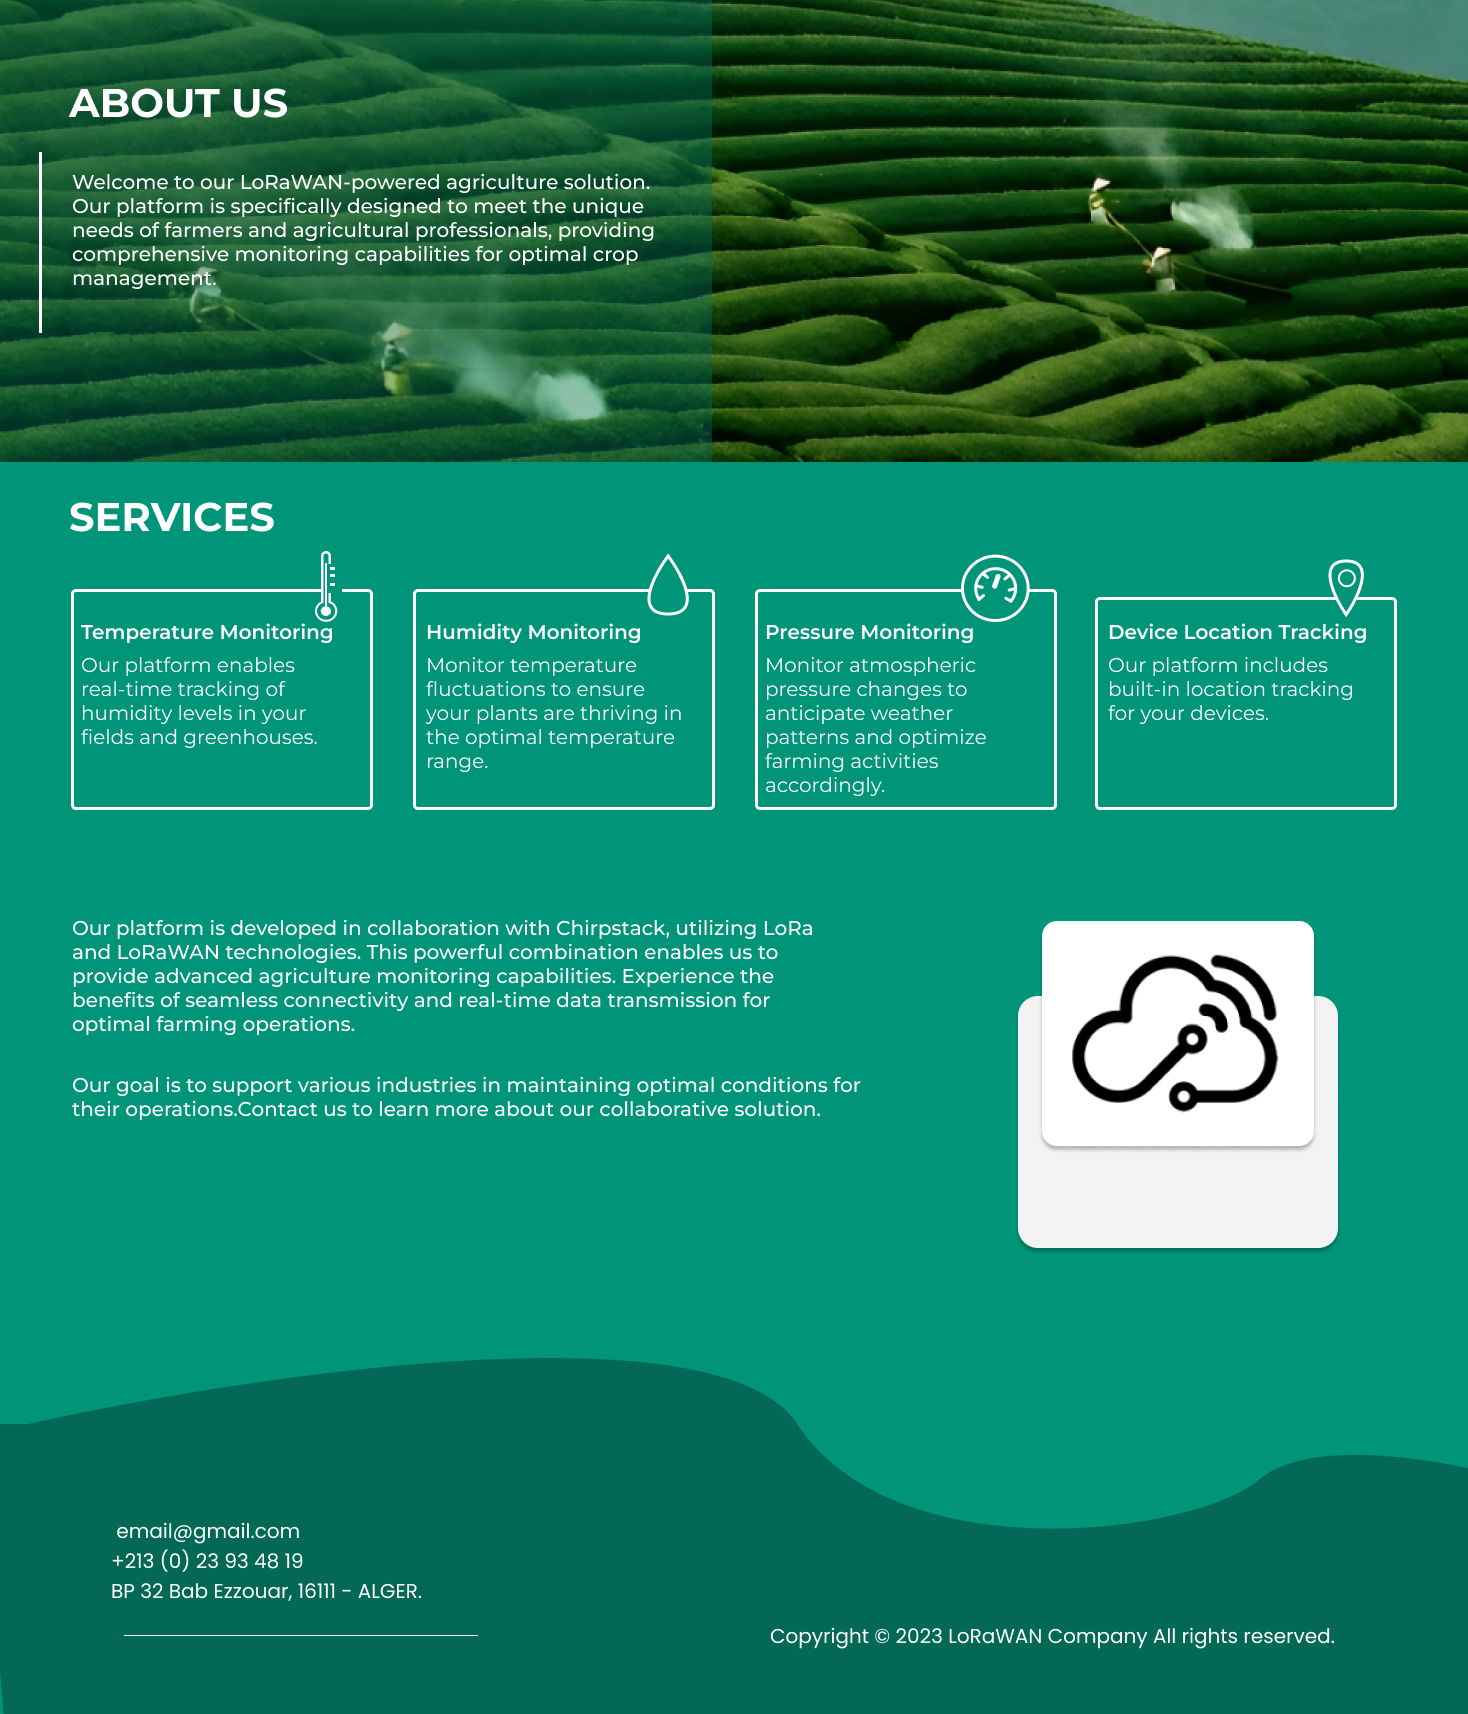 ABOUT US
Welcome to our LoRaWAN-powered agriculture solution.
Our platform is specifically designed to meet the unique
needs of farmers and agricultural professionals, providing
comprehensive monitoring capabilities for optimal crop
management.
SERVICES
Temperature Monitoring
Our platform enables
real-time tracking of
humidity levels in your
fields and greenhouses.
Humidity Monitoring
Monitor temperature
fluctuations to ensure
your plants are thriving in
the optimal temperature
range.
Pressure Monitoring
Monitor atmospheric
pressure changes to
anticipate weather
patterns and optimize
farming activities
accordingly.
Device Location Tracking
Our platform includes
built-in location tracking
for your devices.
Our platform is developed in collaboration with Chirpstack, utilizing LoRa
and LoRaWAN technologies. This powerful combination enables us to
provide advanced agriculture monitoring capabilities. Experience the
benefits of seamless connectivity and real-time data transmission for
optimal farming operations.
Our goal is to support various industries in maintaining optimal conditions for
their operations.Contact us to learn more about our collaborative solution.
email@gmail.com
+213 (0) 23 93 48 19
BP 32 Bab Ezzouar, 16111 - ALGER.
Copyright © 2023 LoRaWAN Company All rights reserved.